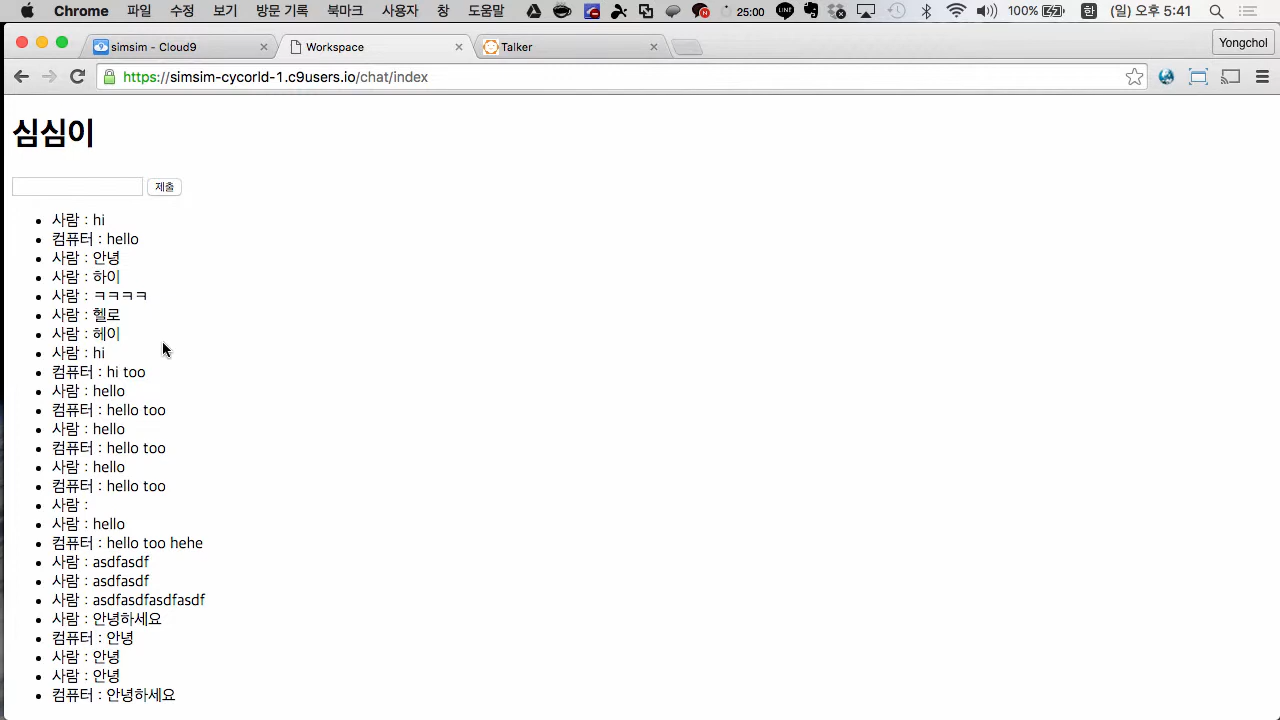 Chrome 파일 수정 보기 방문 기록 북마크 사용자 창 도움말 25:00 LINT 100% 한 (일) 오후 5:41
simsim - Cloud9 Workspace Talker Yongchol
https://simsim-cycorld-1.c9users.io/chat/index
심심이
제출
사람 : hi
컴퓨터 : hello
사람 : 안녕
사람 : 하이
사람 : ㅋㅋㅋㅋ
사람 : 헬로
사람 : 헤이
사람 : hi
컴퓨터 : hi too
사람 : hello
컴퓨터 : hello too
사람 : hello
컴퓨터 : hello too
사람 : hello
컴퓨터 : hello too
사람 :
사람 : hello
컴퓨터 : hello too hehe
사람 : asdfasdf
사람 : asdfasdf
사람 : asdfasdfasdfasdf
사람 : 안녕하세요
컴퓨터 : 안녕
사람 : 안녕
사람 : 안녕
컴퓨터 : 안녕하세요